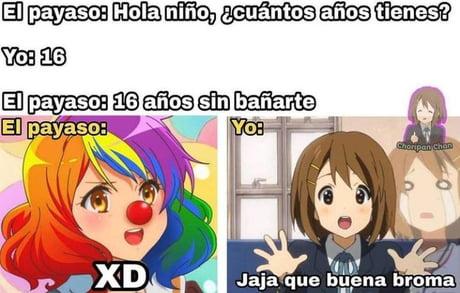 El payaso: Hola niño, ¿cuántos años tienes?
Yo: 16
El payaso: 16 años sin bañarte
El payaso:
Yo:
Choripan Chan
XD
Jaja que buena broma